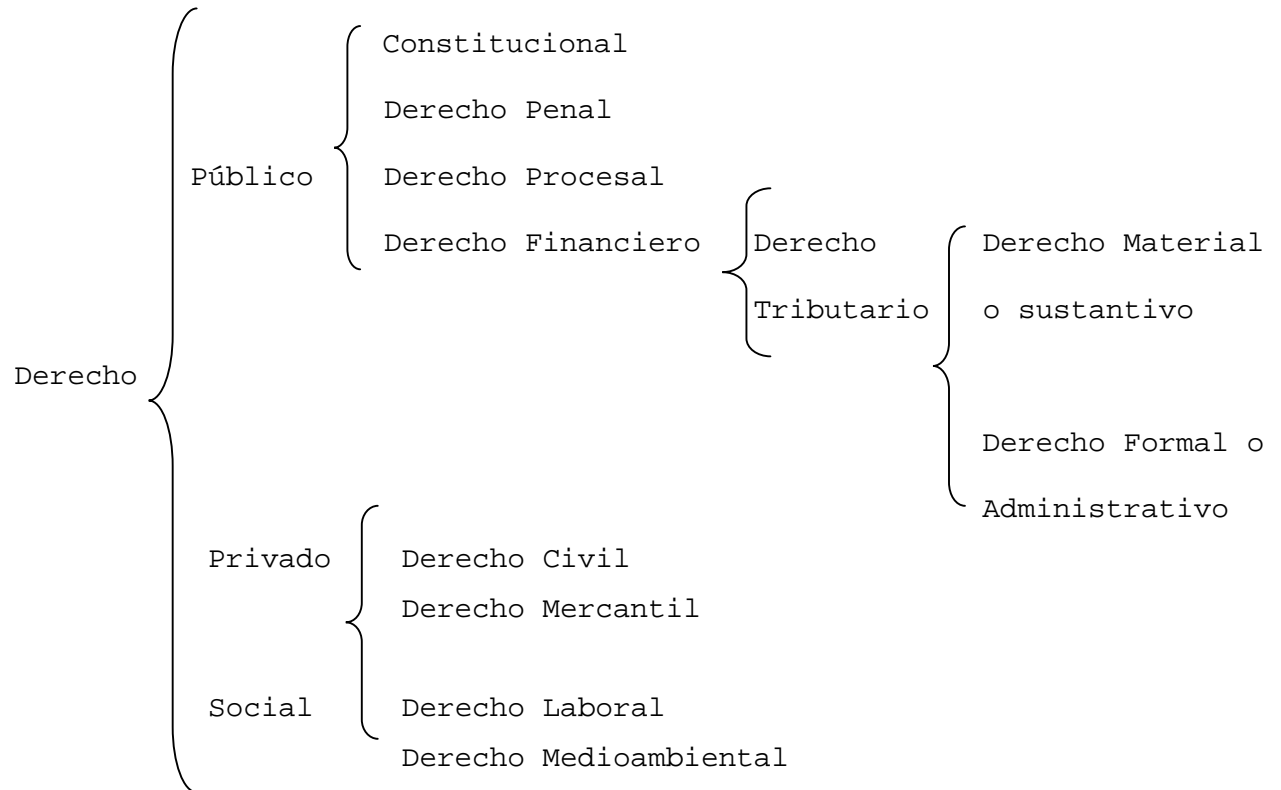 Constitucional
Derecho Penal
Público
Derecho Procesal
Derecho Financiero
Derecho
Tributario
Derecho Material
o sustantivo
Derecho
Derecho Formal o
Administrativo
Privado
Derecho Civil
Derecho Mercantil
Social
Derecho Laboral
Derecho Medioambiental